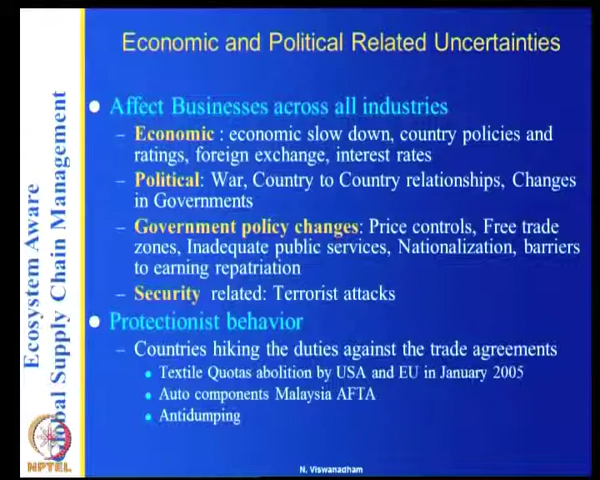 Economic and Political Related Uncertainties
Affect Businesses across all industries
– Economic : economic slow down, country policies and
ratings, foreign exchange, interest rates
– Political: War, Country to Country relationships, Changes
in Governments
– Government policy changes: Price controls, Free trade
zones, Inadequate public services, Nationalization, barriers
to earning repatriation
– Security related: Terrorist attacks
Protectionist behavior
– Countries hiking the duties against the trade agreements
Textile Quotas abolition by USA and EU in January 2005
Auto components Malaysia AFTA
Antidumping
Ecosystem Aware
Global Supply Chain Management
NPTEL
N. Viswanadham